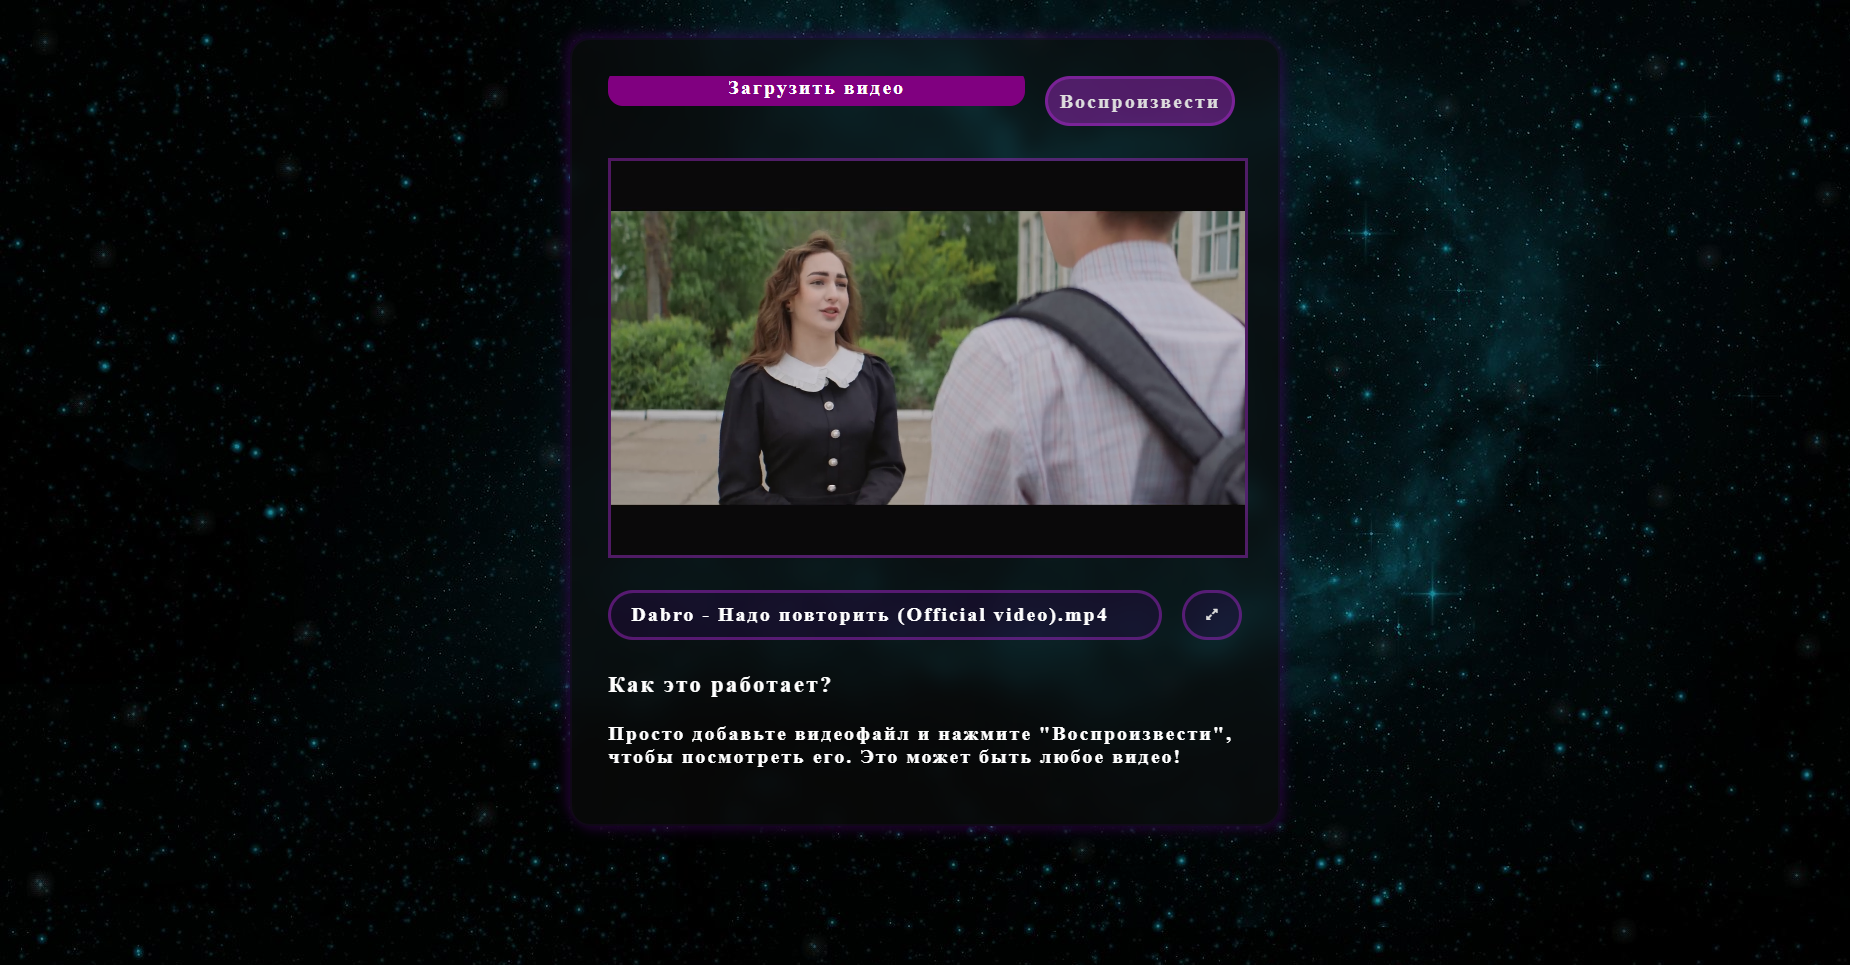 Загрузить видео
Воспроизвести
Dabro - Надо повторить (Official video).mp4
Как это работает?
Просто добавьте видеофайл и нажмите "Воспроизвести",
чтобы посмотреть его. Это может быть любое видео!